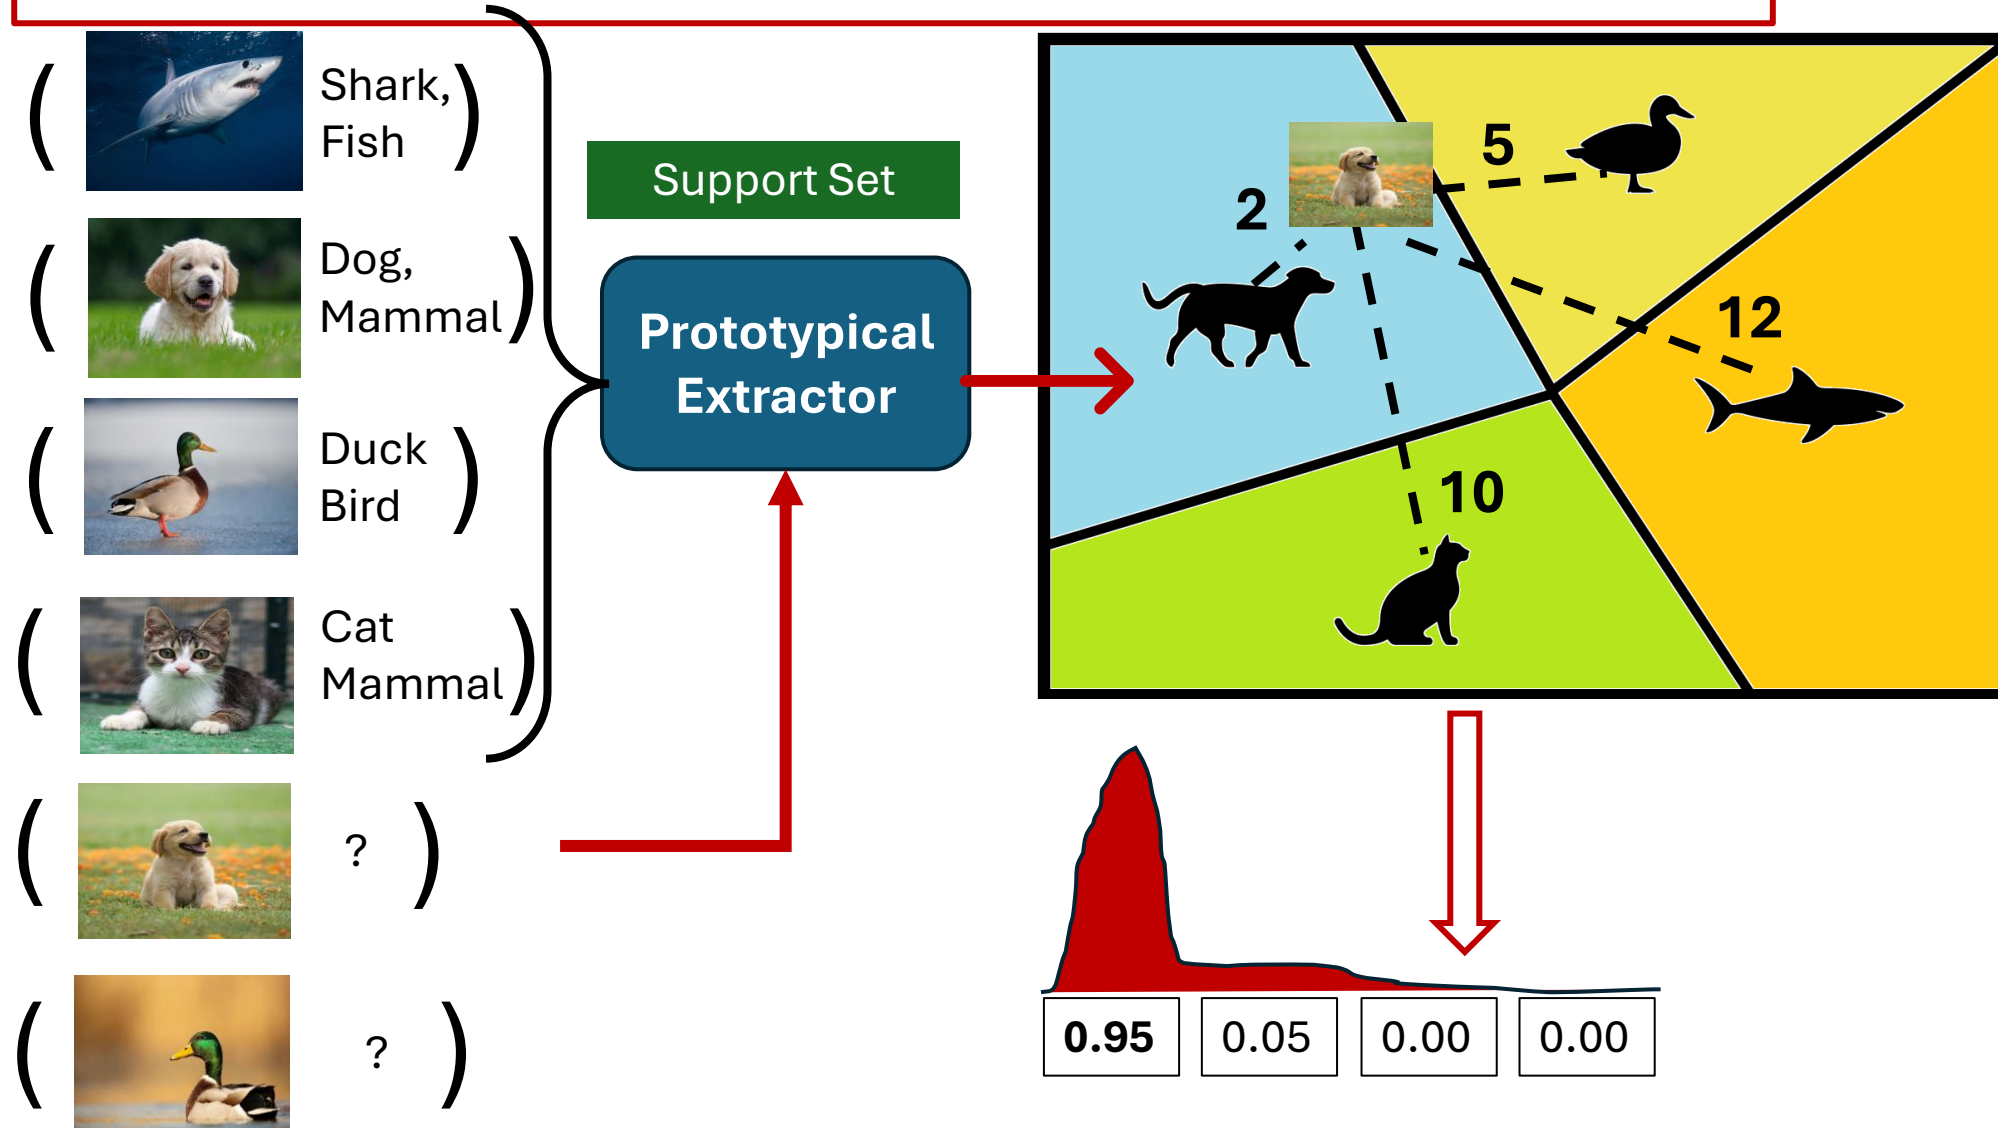 ( Shark,
Fish )
( Dog,
Mammal )
( Duck
Bird )
( Cat
Mammal )
( ? )
( ? )
Support Set
Prototypical
Extractor
5
2
12
10
0.95 0.05 0.00 0.00